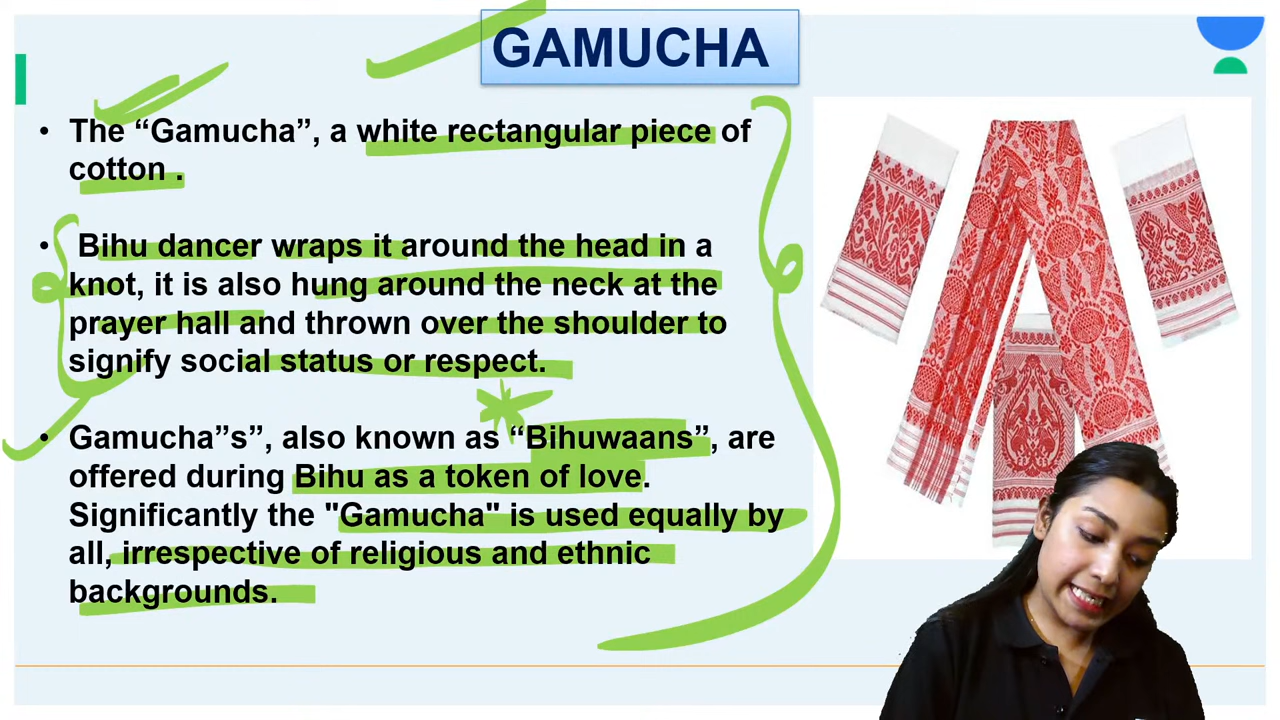 GAMUCHA
• The “Gamucha”, a white rectangular piece of
cotton .
• Bihu dancer wraps it around the head in a
knot, it is also hung around the neck at the
prayer hall and thrown over the shoulder to
signify social status or respect.
• Gamucha”s”, also known as “Bihuwaans”, are
offered during Bihu as a token of love.
Significantly the "Gamucha" is used equally by
all, irrespective of religious and ethnic
backgrounds.